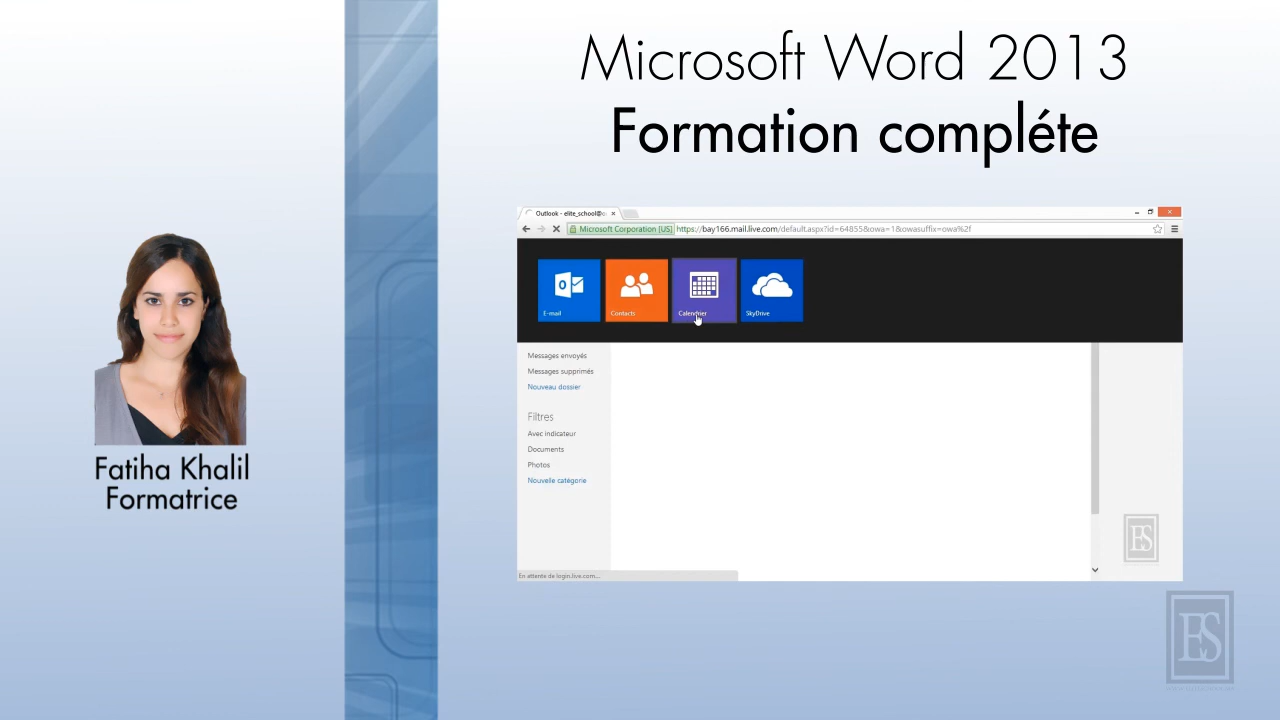 Microsoft Word 2013
Formation compléte
Outlook - elite_school@o
Microsoft Corporation [US] https://bay166.mail.live.com/default.aspx?id=64855&owa=1&owasuffix=owa%2f
E-mail
Contacts
Calendrier
SkyDrive
Messages envoyés
Messages supprimés
Nouveau dossier
Filtres
Avec indicateur
Documents
Photos
Nouvelle catégorie
En attente de login.live.com...
ES
Fatiha Khalil
Formatrice
ES